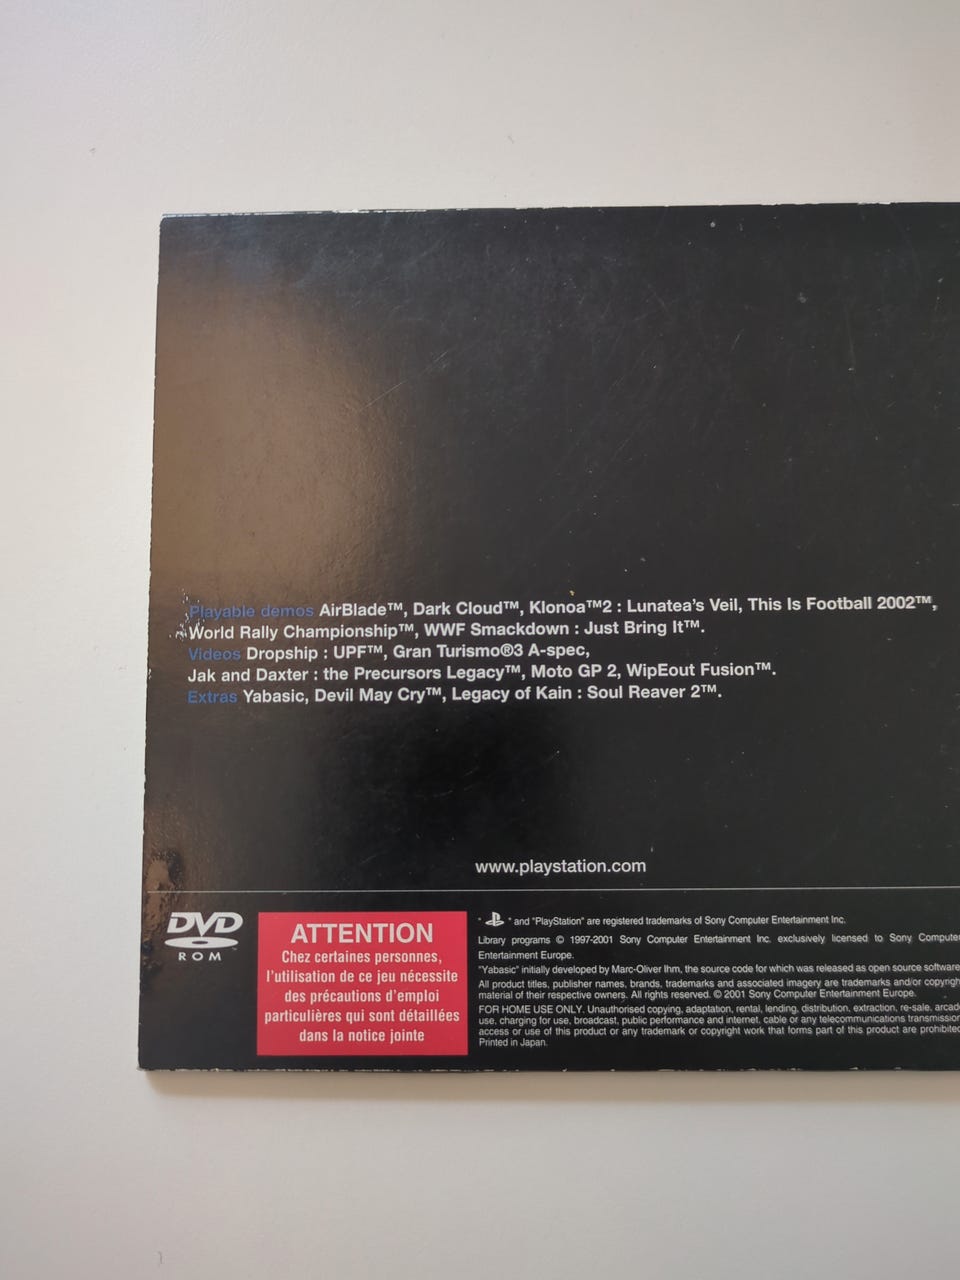 Playable demos AirBlade™, Dark Cloud™, Klonoa™2 : Lunatea's Veil, This Is Football 2002™,
World Rally Championship™, WWF Smackdown : Just Bring It™.
Videos Dropship : UPF™, Gran Turismo®3 A-spec,
Jak and Daxter : the Precursors Legacy™, Moto GP 2, WipEout Fusion™.
Extras Yabasic, Devil May Cry™, Legacy of Kain : Soul Reaver 2™.
www.playstation.com
DVD
ROM
ATTENTION
Chez certaines personnes,
l'utilisation de ce jeu nécessite
des précautions d'emploi
particulières qui sont détaillées
dans la notice jointe
" " and "PlayStation" are registered trademarks of Sony Computer Entertainment Inc.
Library programs © 1997-2001 Sony Computer Entertainment Inc. exclusively licensed to Sony Computer
Entertainment Europe.
"Yabasic" initially developed by Marc-Oliver Ihm, the source code for which was released as open source software
All product titles, publisher names, brands, trademarks and associated imagery are trademarks and/or copyrigh
material of their respective owners. All rights reserved. © 2001 Sony Computer Entertainment Europe.
FOR HOME USE ONLY. Unauthorised copying, adaptation, rental, lending, distribution, extraction, re-sale, arcade
use, charging for use, broadcast, public performance and internet, cable or any telecommunications transmission
access or use of this product or any trademark or copyright work that forms part of this product are prohibited
Printed in Japan.